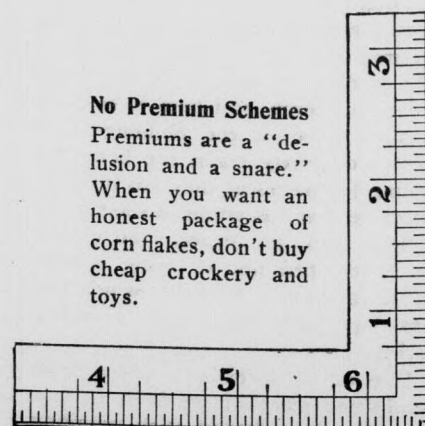 No Premium Schemes
Premiums are a "de-
lusion and a snare."
When you want an
honest package of
corn flakes, don't buy
cheap crockery and
toys.
3
2
1
4 5 6